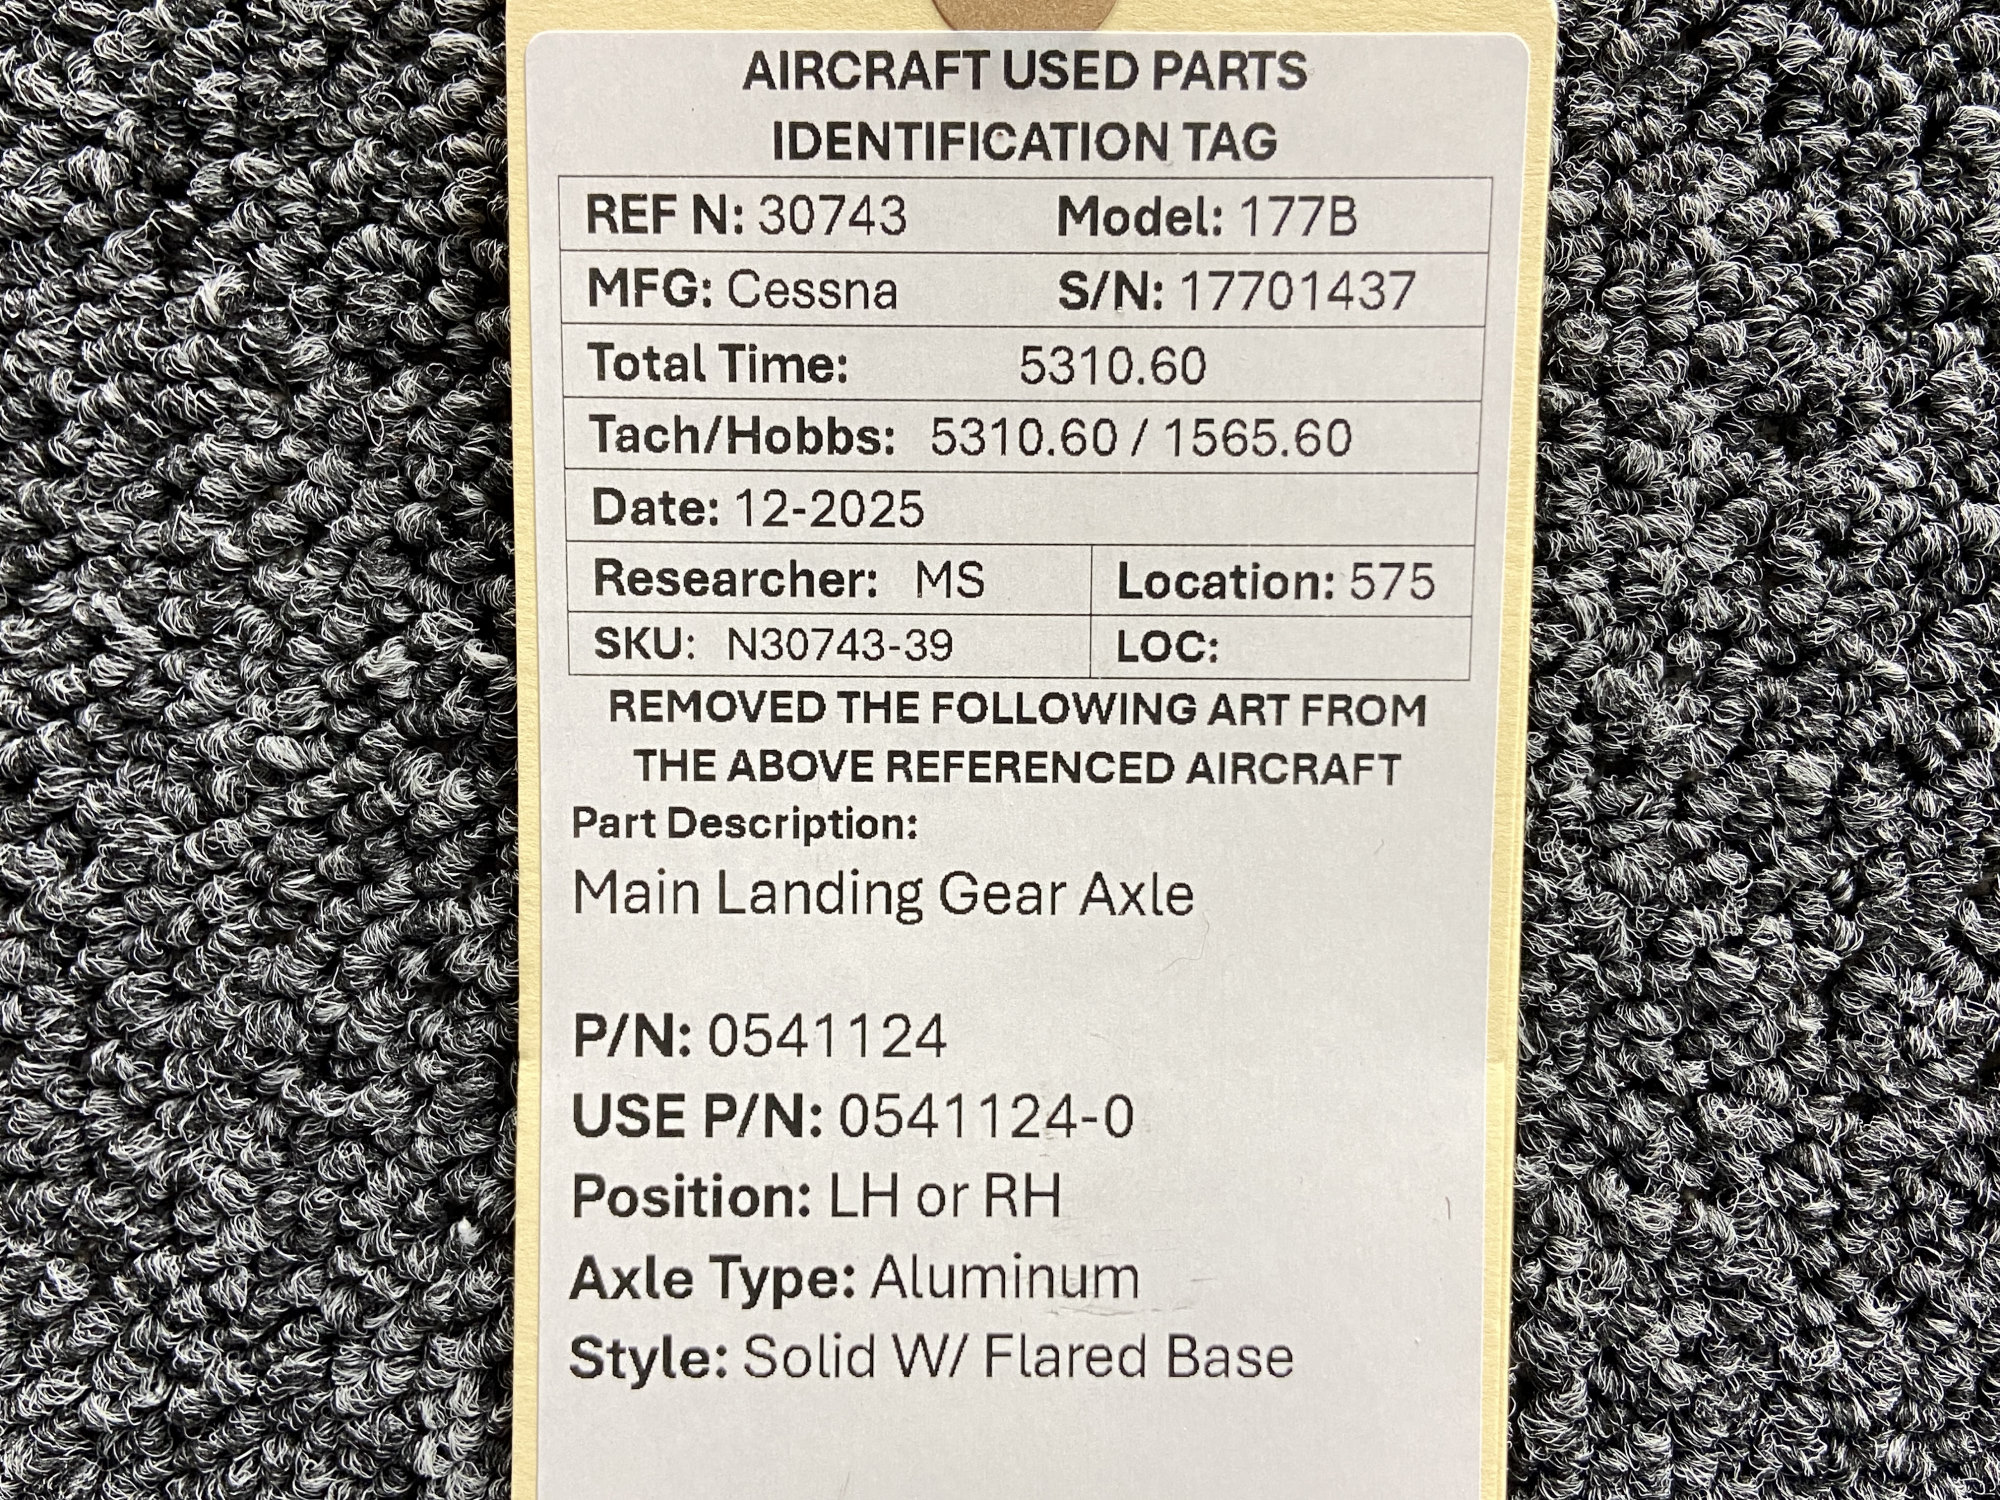 AIRCRAFT USED PARTS
IDENTIFICATION TAG
REF N: 30743 Model: 177B
MFG: Cessna S/N: 17701437
Total Time: 5310.60
Tach/Hobbs: 5310.60 / 1565.60
Date: 12-2025
Researcher: MS Location: 575
SKU: N30743-39 LOC:
REMOVED THE FOLLOWING ART FROM
THE ABOVE REFERENCED AIRCRAFT
Part Description:
Main Landing Gear Axle
P/N: 0541124
USE P/N: 0541124-0
Position: LH or RH
Axle Type: Aluminum
Style: Solid W/ Flared Base